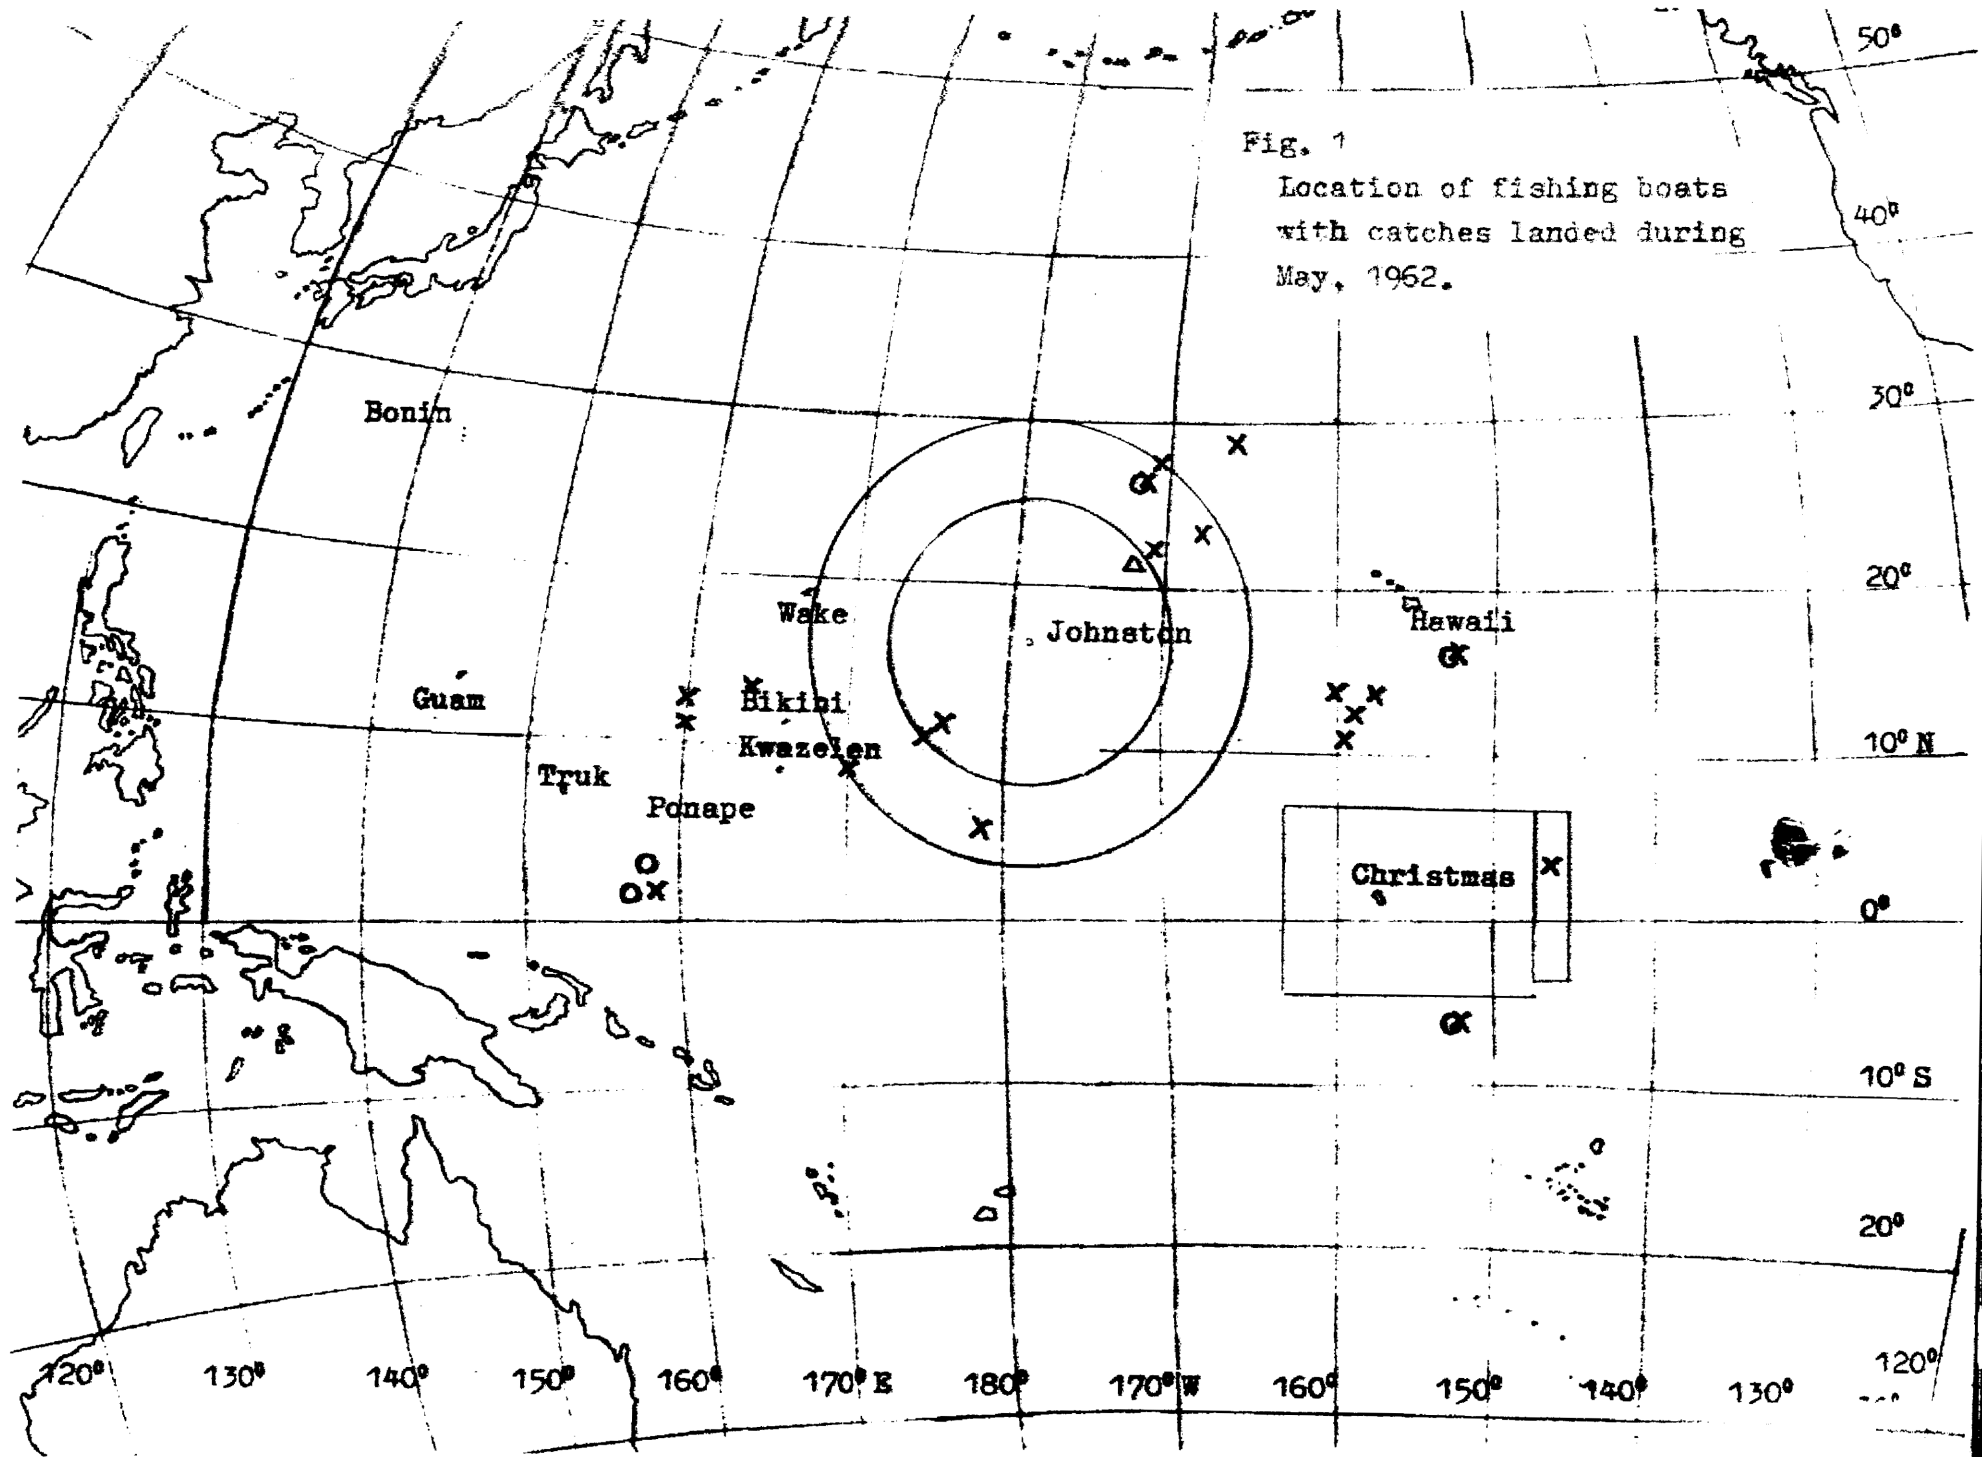 50°
Fig. 1
Location of fishing boats
with catches landed during
May, 1962.
40°
30°
Bonin
20°
Wake
Johnston
Hawaii
Guam
Bikini
10° N
Kwazelen
Truk
Ponape
Christmas
0°
10° S
20°
120°
120° 130° 140° 150° 160° 170° E 180° 170° W 160° 150° 140° 130°